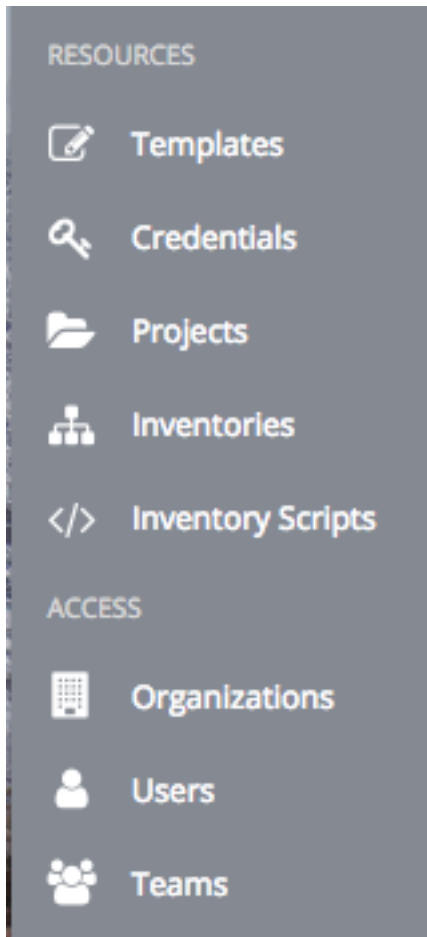 RESOURCES
Templates
Credentials
Projects
Inventories
Inventory Scripts
ACCESS
Organizations
Users
Teams